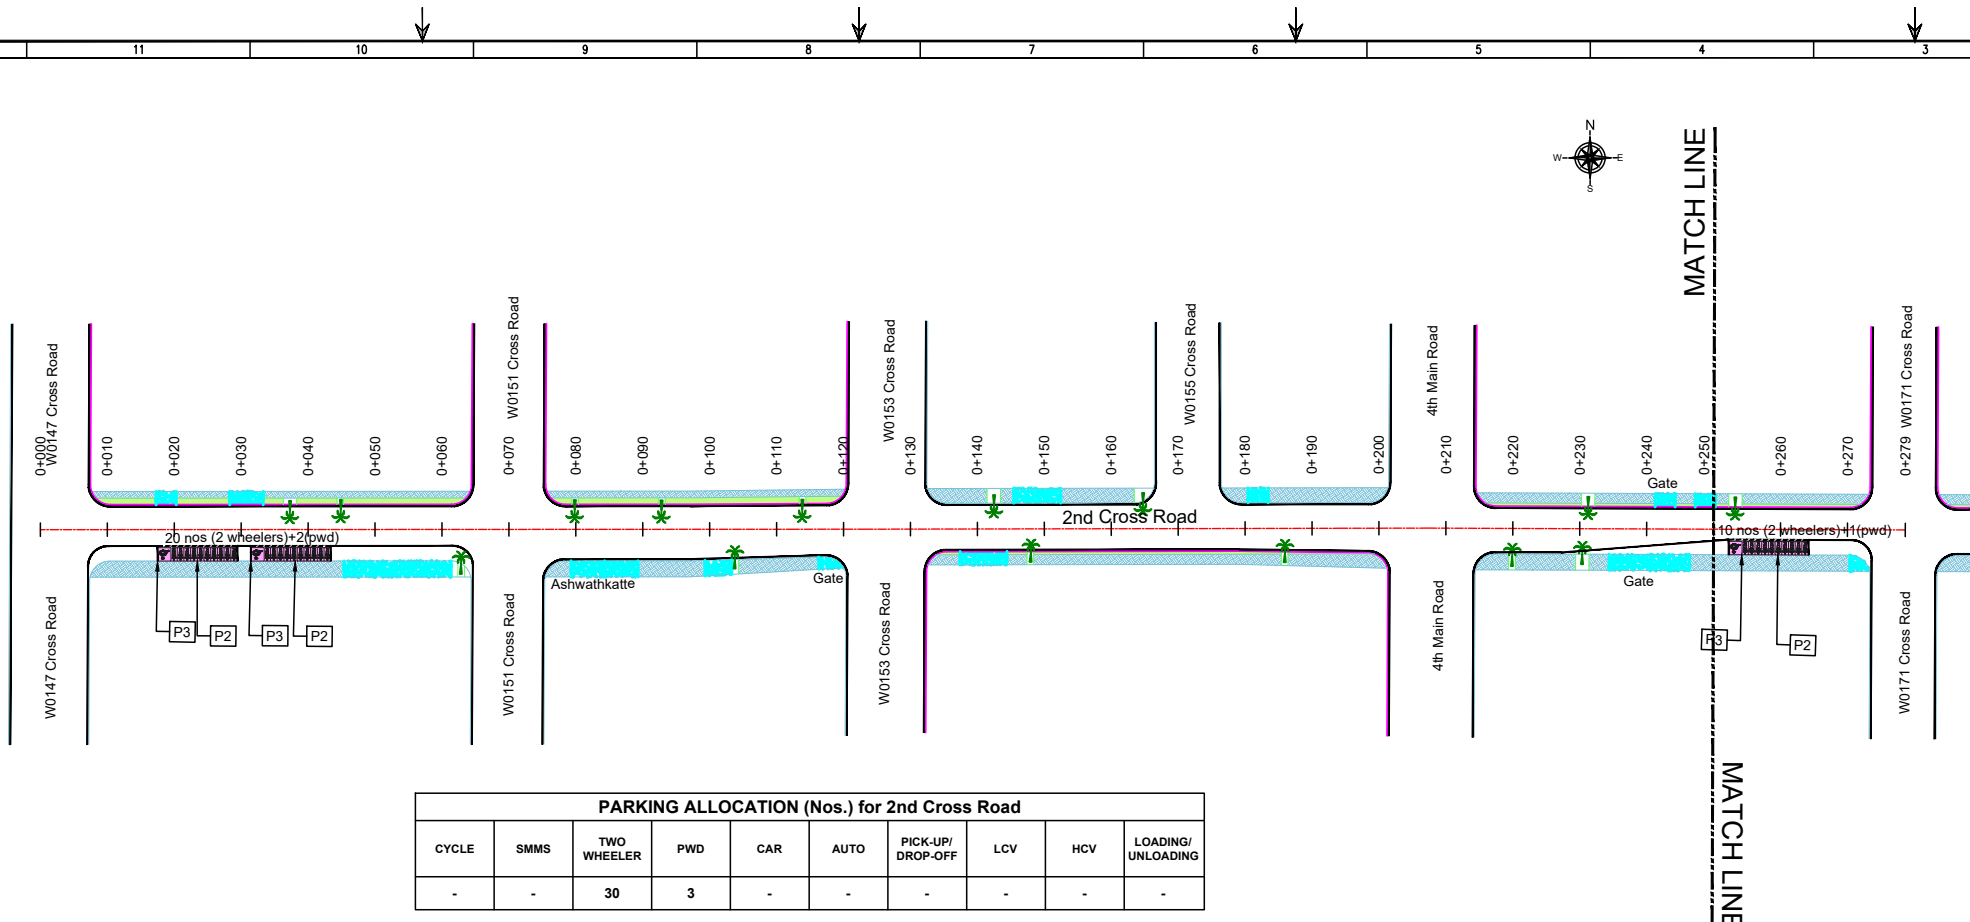 11 10 9 8 7 6 5 4 3
N
W E
S
MATCH LINE
W0147 Cross Road
W0151 Cross Road
W0153 Cross Road
W0155 Cross Road
4th Main Road
W0171 Cross Road
0+000 0+010 0+020 0+030 0+040 0+050 0+060 0+070 0+080 0+090 0+100 0+110 0+120 0+130 0+140 0+150 0+160 0+170 0+180 0+190 0+200 0+210 0+220 0+230 0+240 0+250 0+260 0+270 0+279
Gate
2nd Cross Road
20 nos (2 wheelers)+2(pwd)
10 nos (2 wheelers)+1(pwd)
Ashwathkatte
Gate
Gate
P3 P2 P3 P2
P3 P2
W0147 Cross Road
W0151 Cross Road
W0153 Cross Road
4th Main Road
W0171 Cross Road
MATCH LINE
PARKING ALLOCATION (Nos.) for 2nd Cross Road
CYCLE SMMS TWO WHEELER PWD CAR AUTO PICK-UP/ DROP-OFF LCV HCV LOADING/ UNLOADING
- - 30 3 - - - - - -